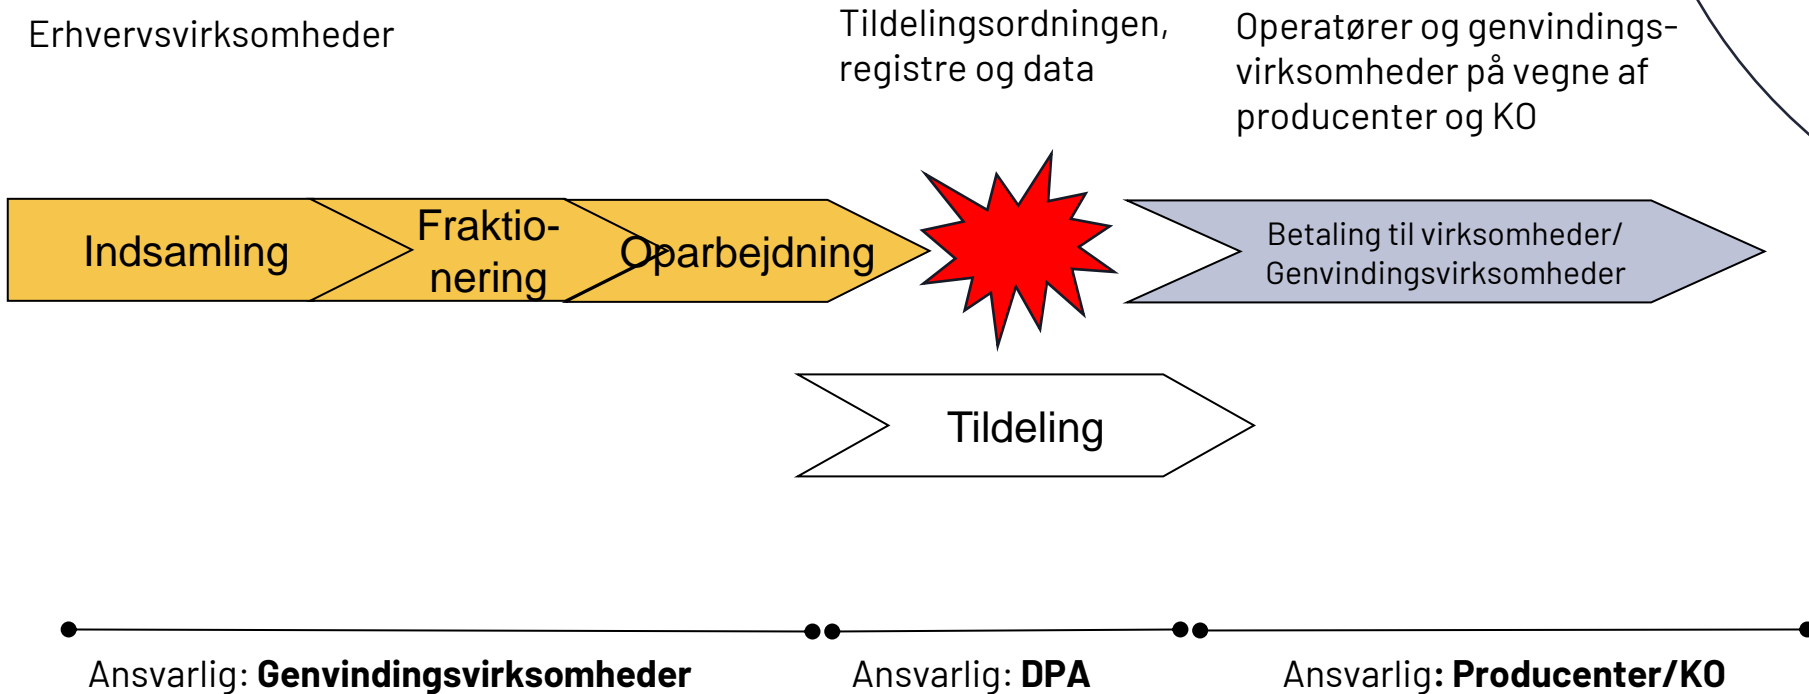 Erhvervsvirksomheder
Tildelingsordningen,
registre og data
Operatører og genvindings-
virksomheder på vegne af
producenter og KO
Indsamling
Fraktio-
nering
Oparbejdning
Betaling til virksomheder/
Genvindingsvirksomheder
Tildeling
Ansvarlig: Genvindingsvirksomheder
Ansvarlig: DPA
Ansvarlig: Producenter/KO